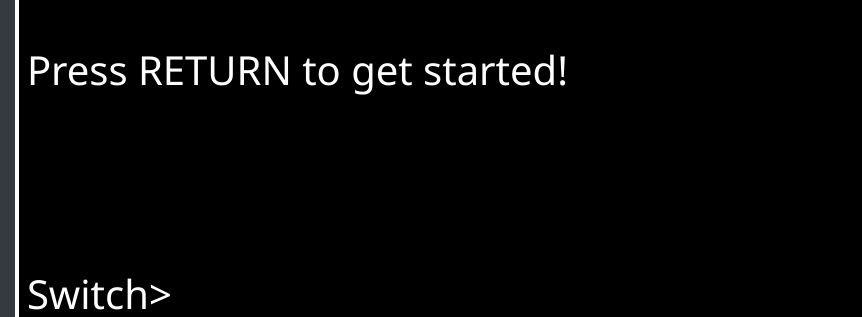 Press RETURN to get started!
Switch>